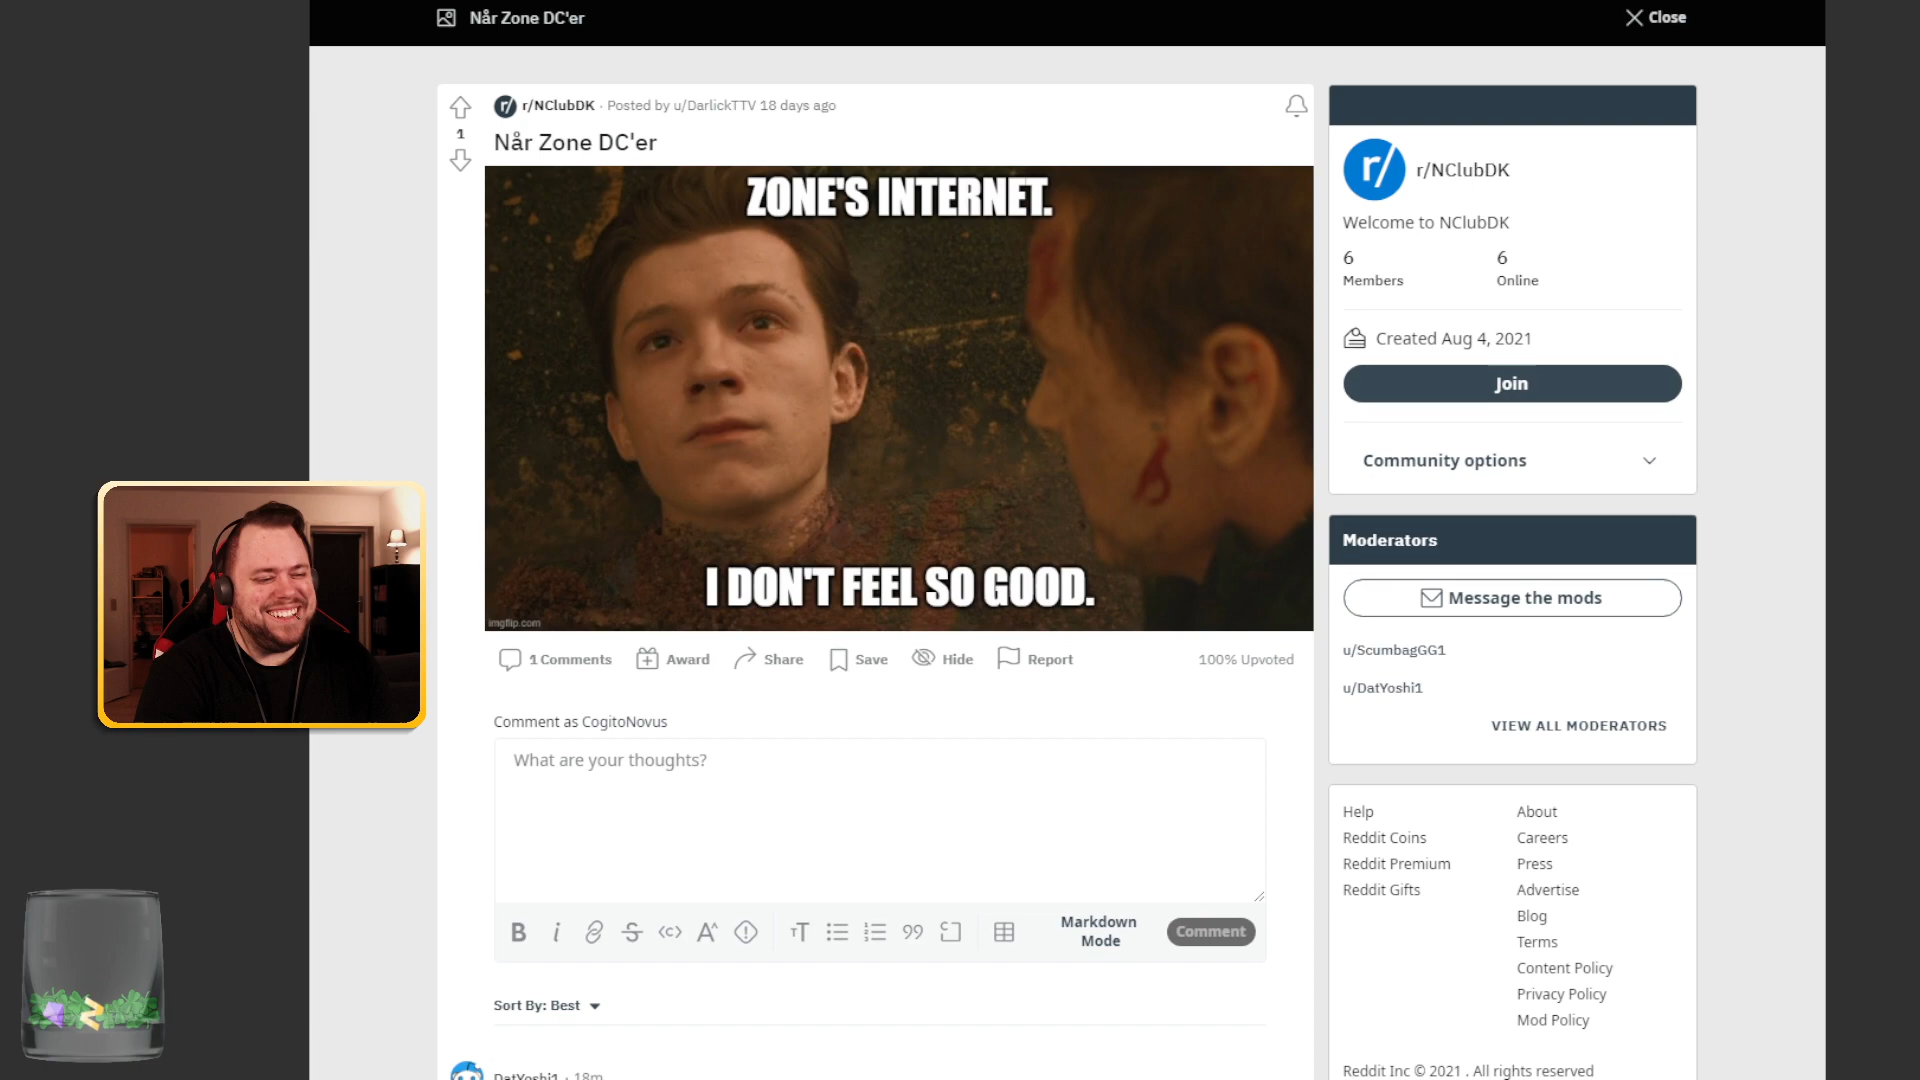 Når Zone DC'er
Close
r/NClubDK · Posted by u/DarlickTTV 18 days ago
1
Når Zone DC'er
ZONE'S INTERNET.
I DON'T FEEL SO GOOD.
imgflip.com
1 Comments
Award
Share
Save
Hide
Report
100% Upvoted
Comment as CogitoNovus
What are your thoughts?
Markdown
Mode
Comment
Sort By: Best
DatYoshi1 · 18m
r/NClubDK
Welcome to NClubDK
6
Members
6
Online
Created Aug 4, 2021
Join
Community options
Moderators
Message the mods
u/ScumbagGG1
u/DatYoshi1
VIEW ALL MODERATORS
Help
Reddit Coins
Reddit Premium
Reddit Gifts
About
Careers
Press
Advertise
Blog
Terms
Content Policy
Privacy Policy
Mod Policy
Reddit Inc © 2021 . All rights reserved